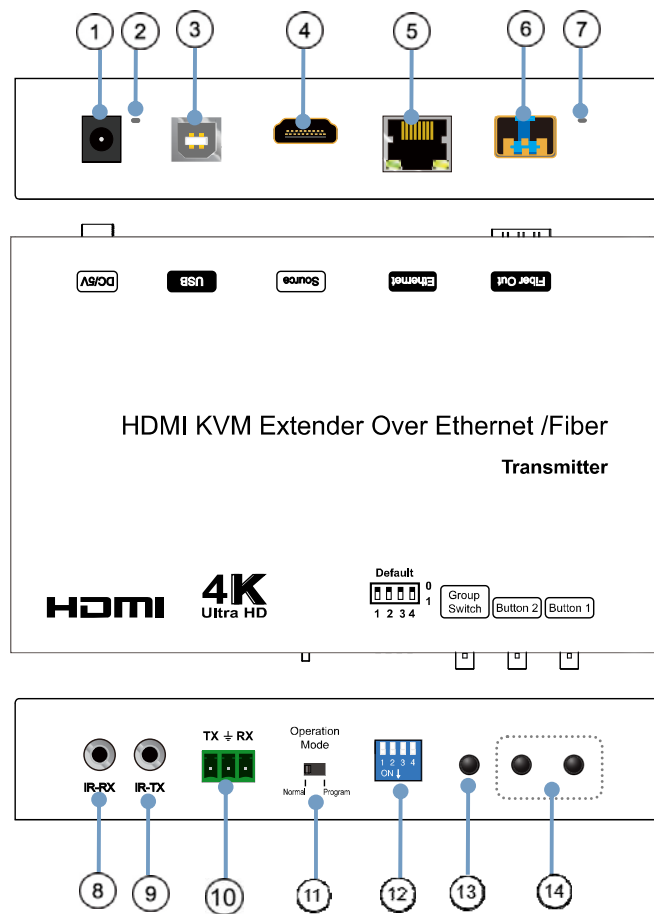 1 2 3 4 5 6 7
DC/5V USB Source Ethernet Fiber Out
HDMI KVM Extender Over Ethernet /Fiber
Transmitter
HDMI
4K
Ultra HD
Default
0
1
1 2 3 4
Group
Switch
Button 2
Button 1
TX RX
Operation
Mode
Normal Program
1 2 3 4
ON ↓
IR-RX IR-TX
8 9 10 11 12 13 14